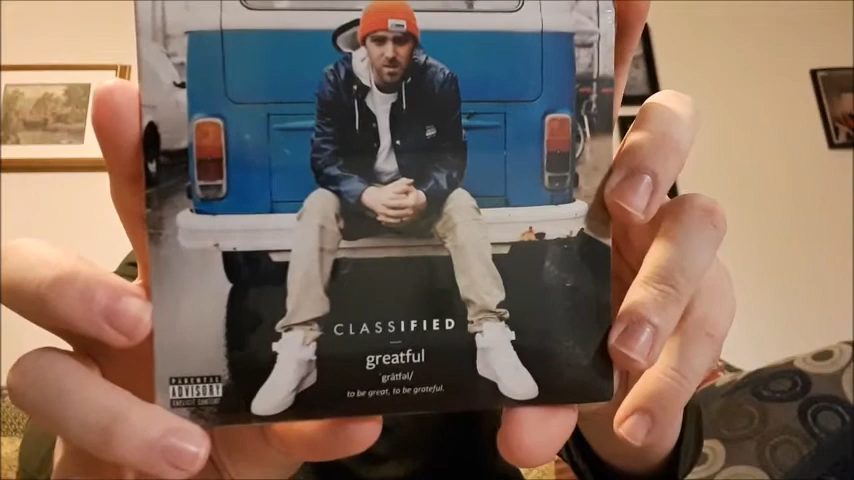 CLASSIFIED
greatful
/ˈgrātfəl/
to be great, to be grateful.
PARENTAL
ADVISORY
EXPLICIT CONTENT